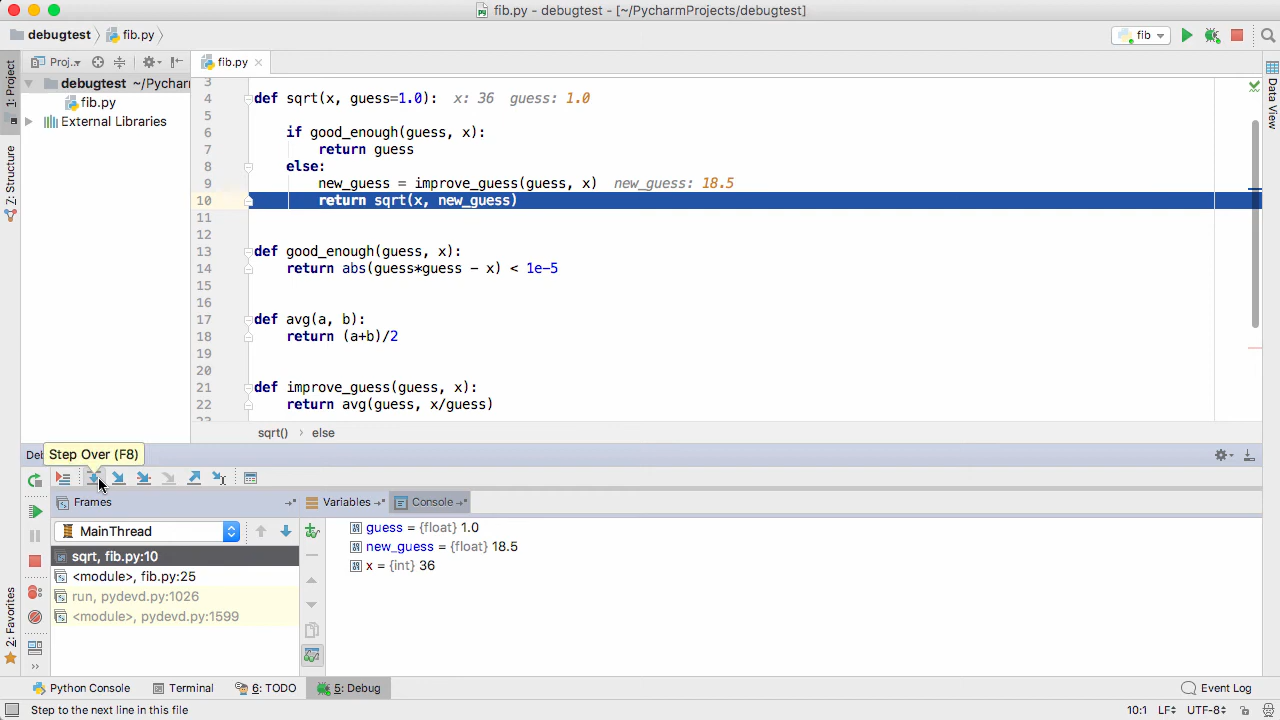 fib.py - debugtest - [~/PycharmProjects/debugtest]
debugtest fib.py
fib
Proj..
fib.py
1: Project
Z: Structure
2: Favorites
Data View
debugtest ~/Pycharm
fib.py
External Libraries
3
4 def sqrt(x, guess=1.0): x: 36 guess: 1.0
5
6 if good_enough(guess, x):
7 return guess
8 else:
9 new_guess = improve_guess(guess, x) new_guess: 18.5
10 return sqrt(x, new_guess)
11
12
13 def good_enough(guess, x):
14 return abs(guess*guess - x) < 1e-5
15
16
17 def avg(a, b):
18 return (a+b)/2
19
20
21 def improve_guess(guess, x):
22 return avg(guess, x/guess)
sqrt() › else
Step Over (F8)
Frames
Variables
Console
MainThread
sqrt, fib.py:10
<module>, fib.py:25
run, pydevd.py:1026
<module>, pydevd.py:1599
guess = {float} 1.0
new_guess = {float} 18.5
x = {int} 36
Python Console Terminal 6: TODO 5: Debug Event Log
Step to the next line in this file 10:1 LF UTF-8